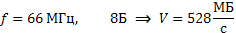 f = 66 МГц, 8Б ⇒ V = 528 МБ/с